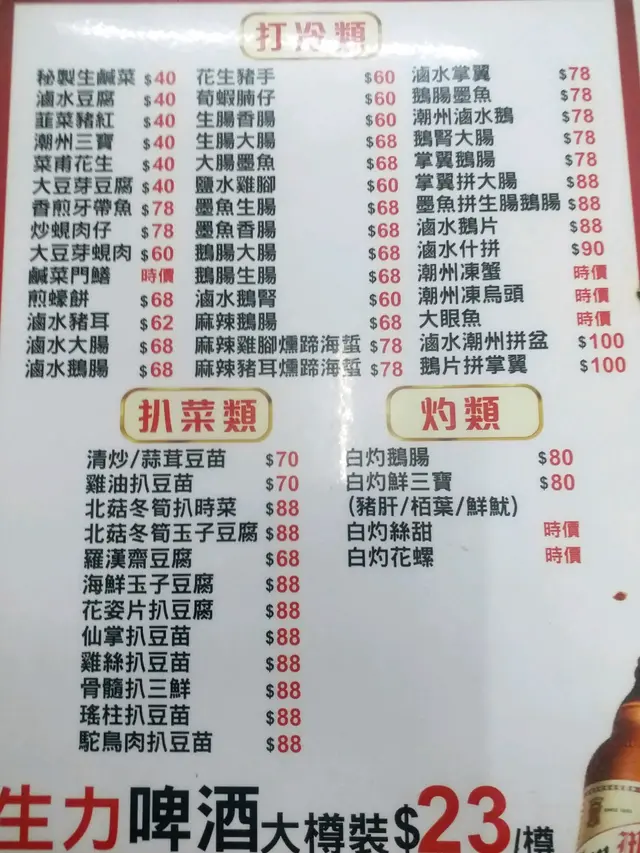 打冷類
秘製生鹹菜 $40
滷水豆腐 $40
韮菜豬紅 $40
潮州三寶 $40
菜甫花生 $40
大豆芽豆腐 $40
香煎牙帶魚 $78
炒蜆肉仔 $78
大豆芽蜆肉 $60
鹹菜門鱔 時價
煎蠔餅 $68
滷水豬耳 $62
滷水大腸 $68
滷水鵝腸 $68
花生豬手 $60
荀蝦腩仔 $60
生腸香腸 $68
生腸大腸 $68
大腸墨魚 $68
鹽水雞腳 $60
墨魚生腸 $68
墨魚香腸 $68
鵝腸大腸 $68
鵝腸生腸 $68
滷水鵝腎 $60
麻辣鵝腸 $68
麻辣雞腳燻蹄海蜇 $78
麻辣豬耳燻蹄海蜇 $78
滷水掌翼 $78
鵝腸墨魚 $78
潮州滷水鵝 $78
鵝腎大腸 $78
掌翼鵝腸 $78
掌翼拼大腸 $88
墨魚拼生腸鵝腸 $88
滷水鵝片 $88
滷水什拼 $90
潮州凍蟹 時價
潮州凍烏頭 時價
大眼魚 時價
滷水潮州拼盆 $100
鵝片拼掌翼 $100
扒菜類
清炒/蒜茸豆苗 $70
雞油扒豆苗 $70
北菇冬筍扒時菜 $88
北菇冬筍玉子豆腐 $88
羅漢齋豆腐 $68
海鮮玉子豆腐 $88
花姿片扒豆腐 $88
仙掌扒豆苗 $88
雞絲扒豆苗 $88
骨髓扒三鮮 $88
瑤柱扒豆苗 $88
駝鳥肉扒豆苗 $88
灼類
白灼鵝腸 $80
白灼鮮三寶 $80
(豬肝/栢葉/鮮魷)
白灼絲甜 時價
白灼花螺 時價
生力啤酒大樽裝$23/樽